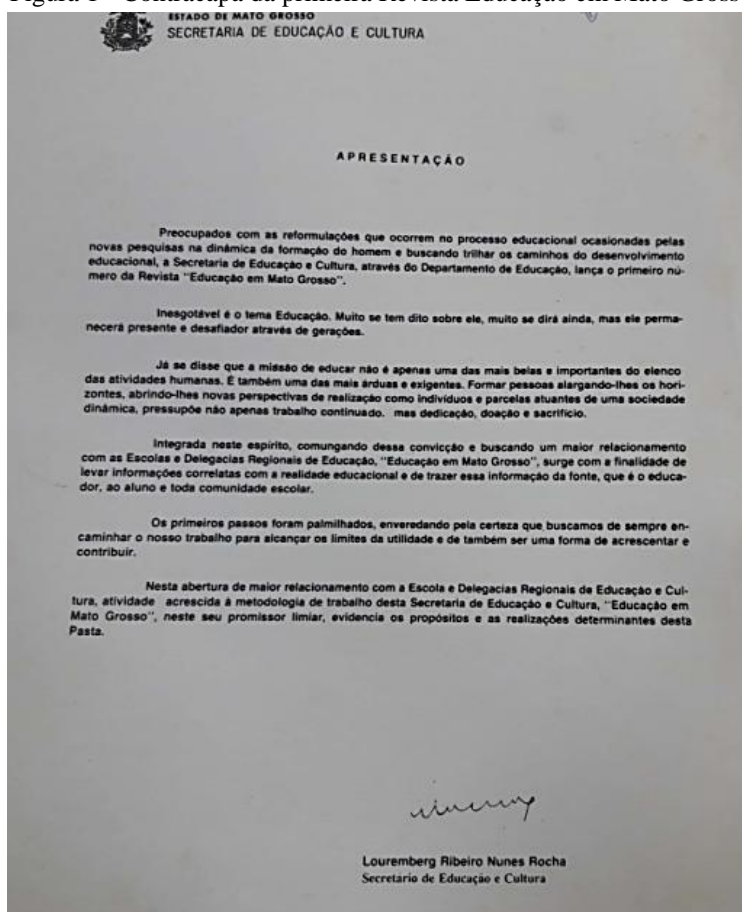 Figura 1 - Contracapa da primeira Revista Educação em Mato Gross
ESTADO DE MATO GROSSO
SECRETARIA DE EDUCAÇÃO E CULTURA
APRESENTAÇÃO
Preocupados com as reformulações que ocorrem no processo educacional ocasionadas pelas
novas pesquisas na dinâmica da formação do homem e buscando trilhar os caminhos do desenvolvimento
educacional, a Secretaria de Educação e Cultura, através do Departamento de Educação, lança o primeiro nú-
mero da Revista "Educação em Mato Grosso".
Inesgotável é o tema Educação. Muito se tem dito sobre ele, muito se dirá ainda, mas ele perma-
necerá presente e desafiador através de gerações.
Já se disse que a missão de educar não é apenas uma das mais belas e importantes do elenco
das atividades humanas. É também uma das mais árduas e exigentes. Formar pessoas alargando-lhes os hori-
zontes, abrindo-lhes novas perspectivas de realização como indivíduos e parcelas atuantes de uma sociedade
dinâmica, pressupõe não apenas trabalho continuado. mas dedicação, doação e sacrifício.
Integrada neste espírito, comungando dessa convicção e buscando um maior relacionamento
com as Escolas e Delegacias Regionais de Educação, "Educação em Mato Grosso", surge com a finalidade de
levar informações correlatas com a realidade educacional e de trazer essa informação da fonte, que é o educa-
dor, ao aluno e toda comunidade escolar.
Os primeiros passos foram palmilhados, enveredando pela certeza que buscamos de sempre en-
caminhar o nosso trabalho para alcançar os limites da utilidade e de também ser uma forma de acrescentar e
contribuir.
Nesta abertura de maior relacionamento com a Escola e Delegacias Regionais de Educação e Cul-
tura, atividade acrescida à metodologia de trabalho desta Secretaria de Educação e Cultura, "Educação em
Mato Grosso", neste seu promissor limiar, evidencia os propósitos e as realizações determinantes desta
Pasta.
Louremberg Ribeiro Nunes Rocha
Secretario de Educação e Cultura